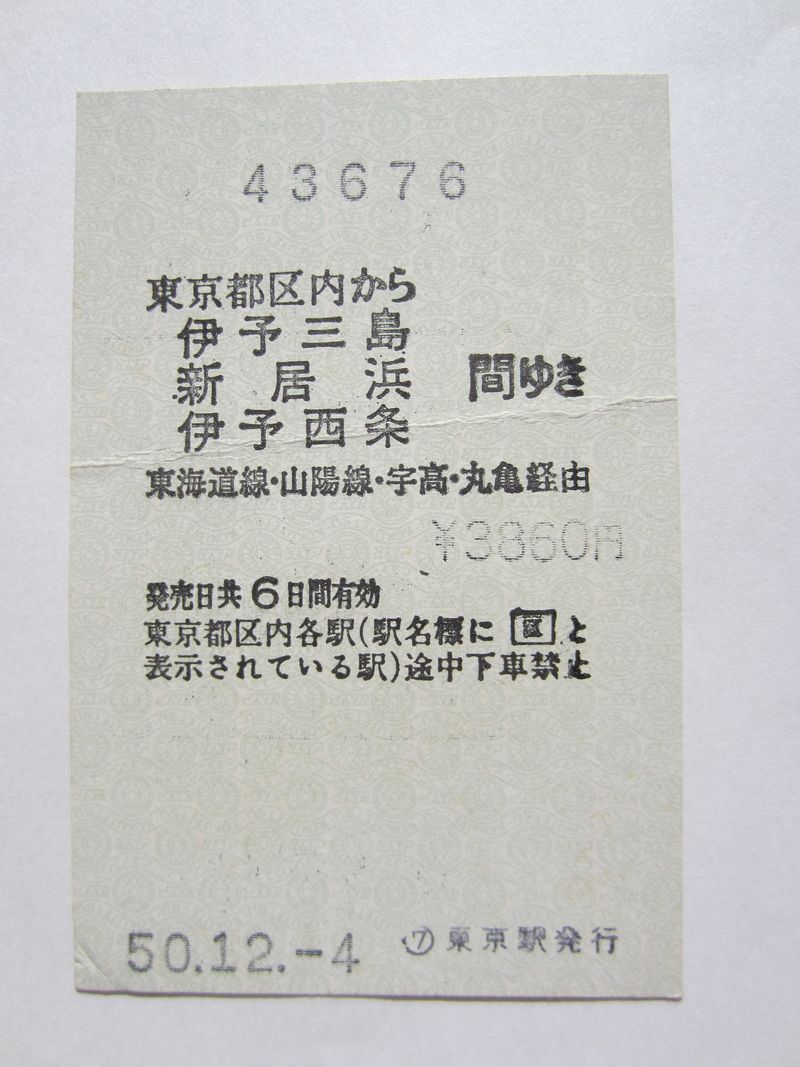 43676
東京都区内から
伊予三島
新居浜 間ゆき
伊予西条
東海道線・山陽線・宇高・丸亀経由
¥3860円
発売日共6日間有効
東京都区内各駅(駅名標に区と
表示されている駅)途中下車禁止
50.12.-4 ⑦東京駅発行